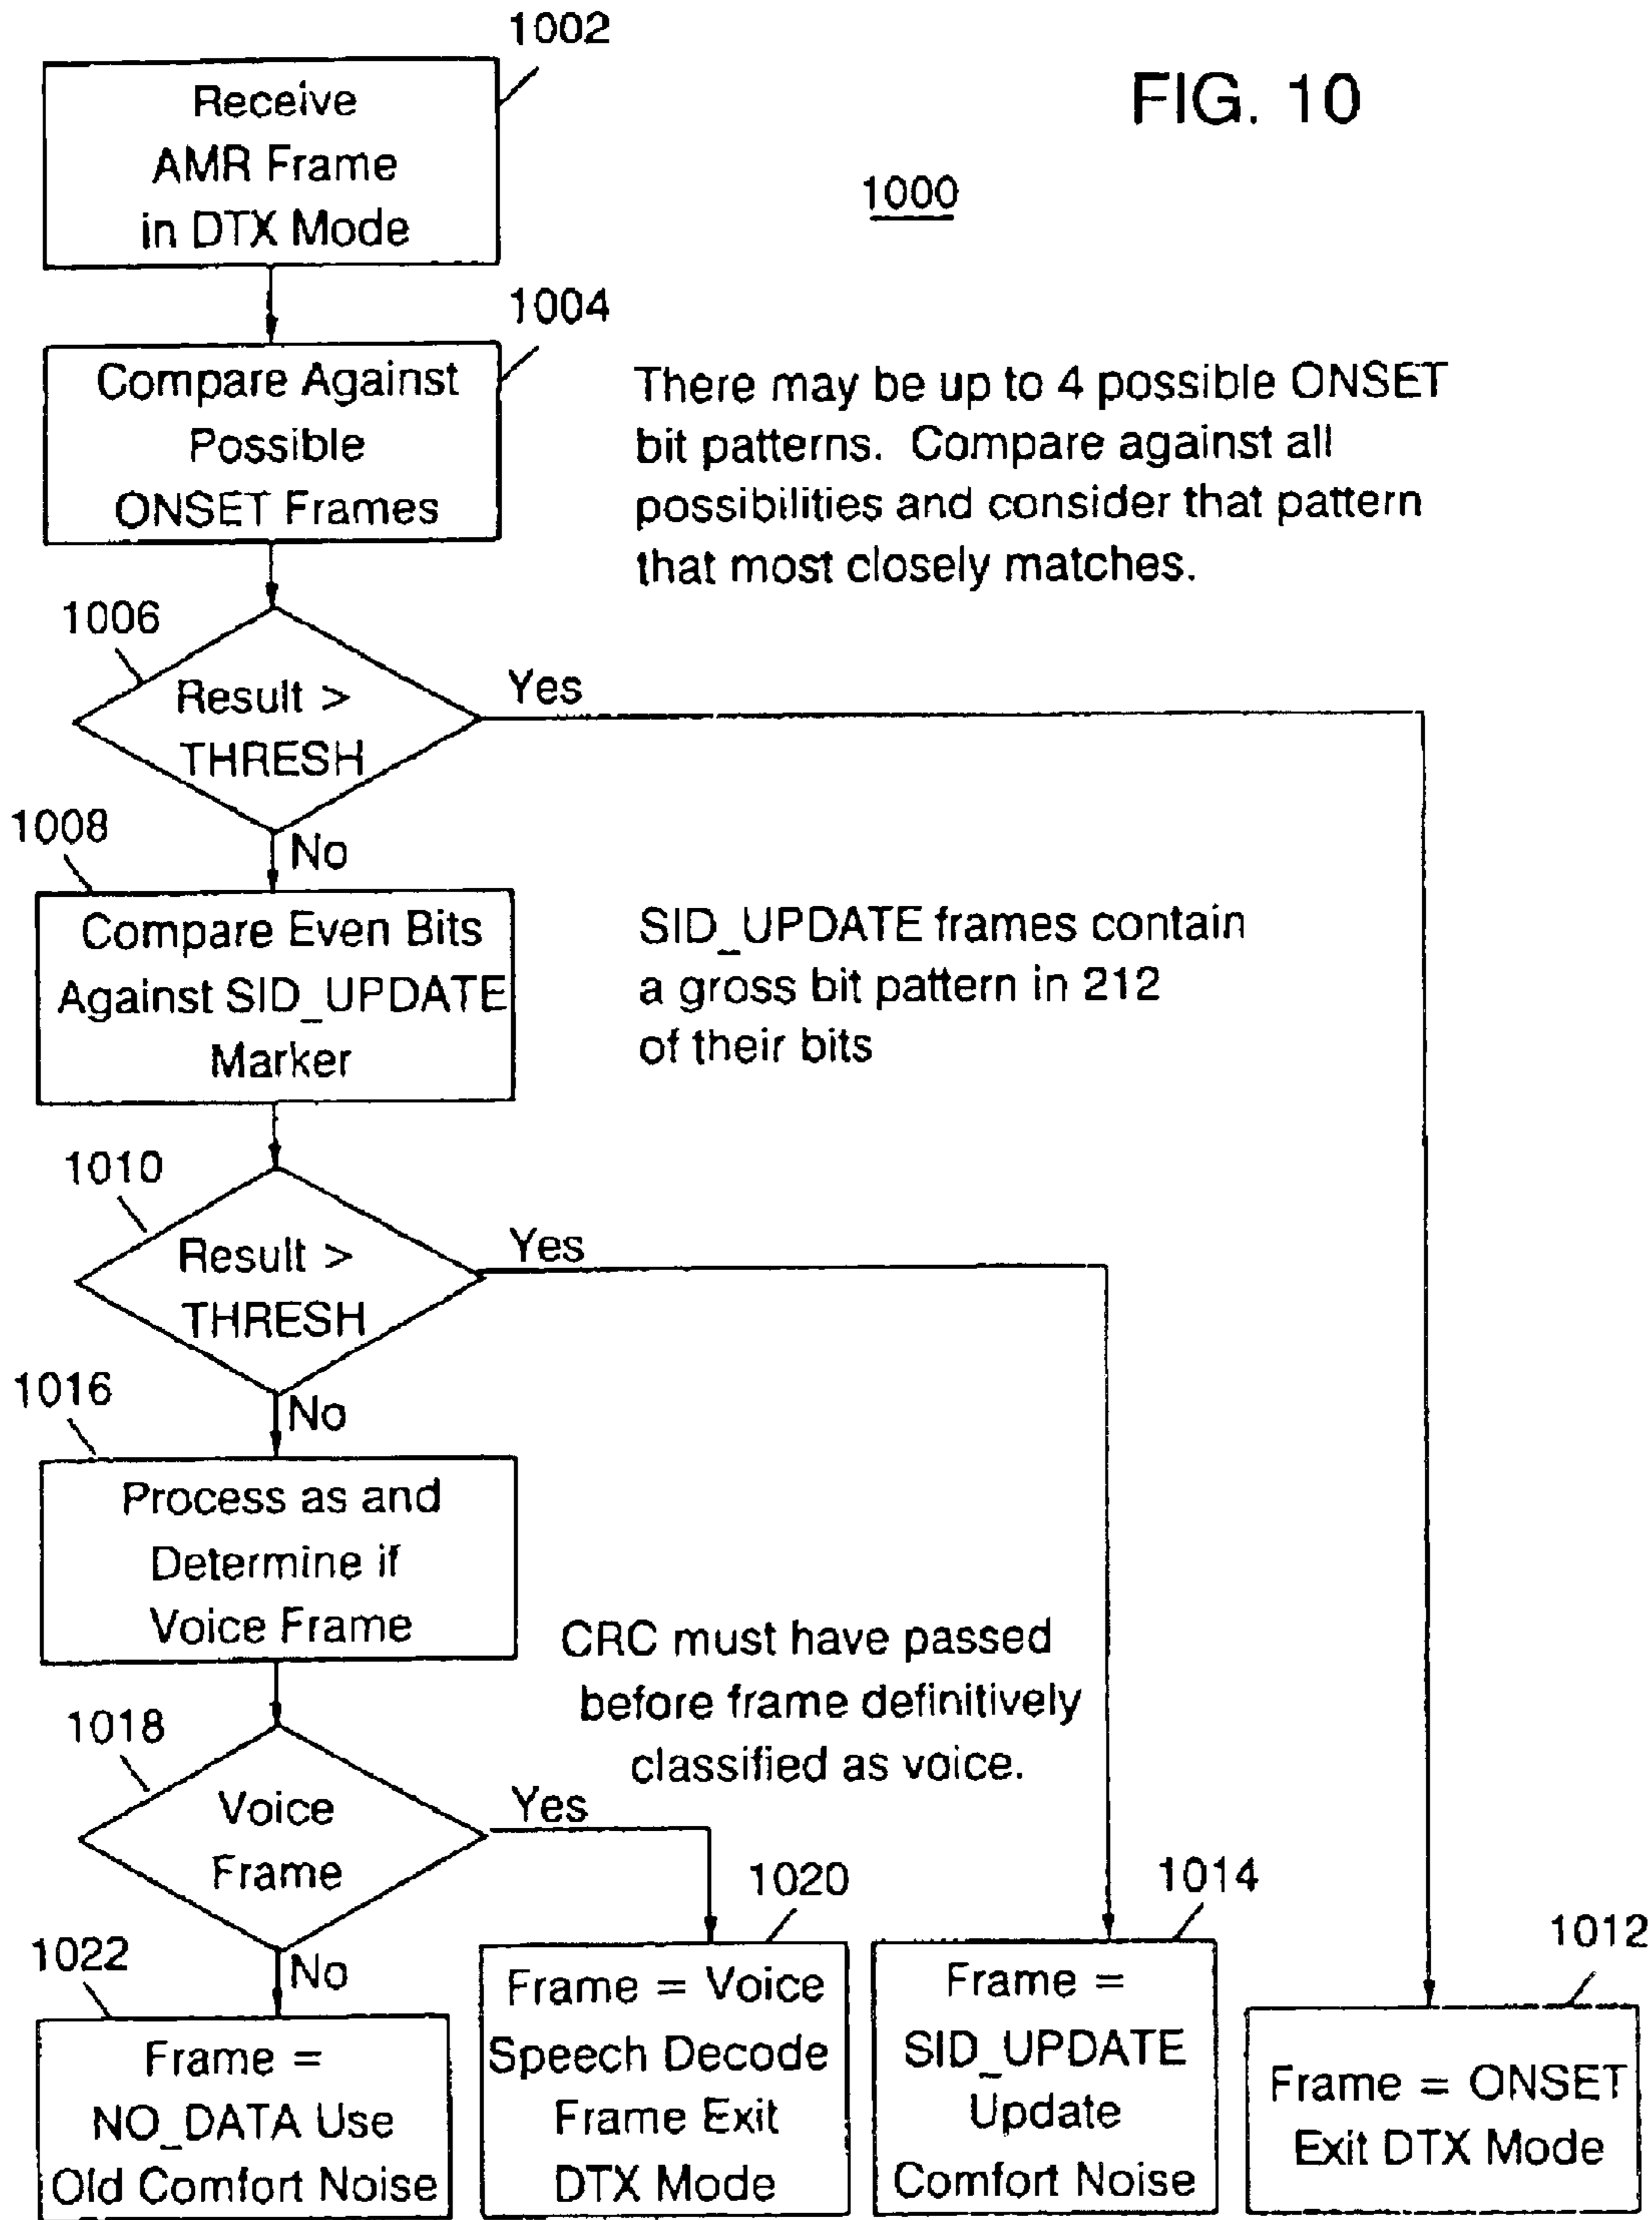 FIG. 10
1000
1002
Receive
AMR Frame
in DTX Mode
1004
Compare Against
Possible
ONSET Frames
There may be up to 4 possible ONSET
bit patterns. Compare against all
possibilities and consider that pattern
that most closely matches.
1006
Result >
THRESH
Yes
No
1008
Compare Even Bits
Against SID_UPDATE
Marker
SID_UPDATE frames contain
a gross bit pattern in 212
of their bits
1010
Result >
THRESH
Yes
No
1016
Process as and
Determine if
Voice Frame
CRC must have passed
before frame definitively
classified as voice.
1018
Voice
Frame
Yes
No
1022
Frame =
NO_DATA Use
Old Comfort Noise
1020
Frame = Voice
Speech Decode
Frame Exit
DTX Mode
1014
Frame =
SID_UPDATE
Update
Comfort Noise
1012
Frame = ONSET
Exit DTX Mode